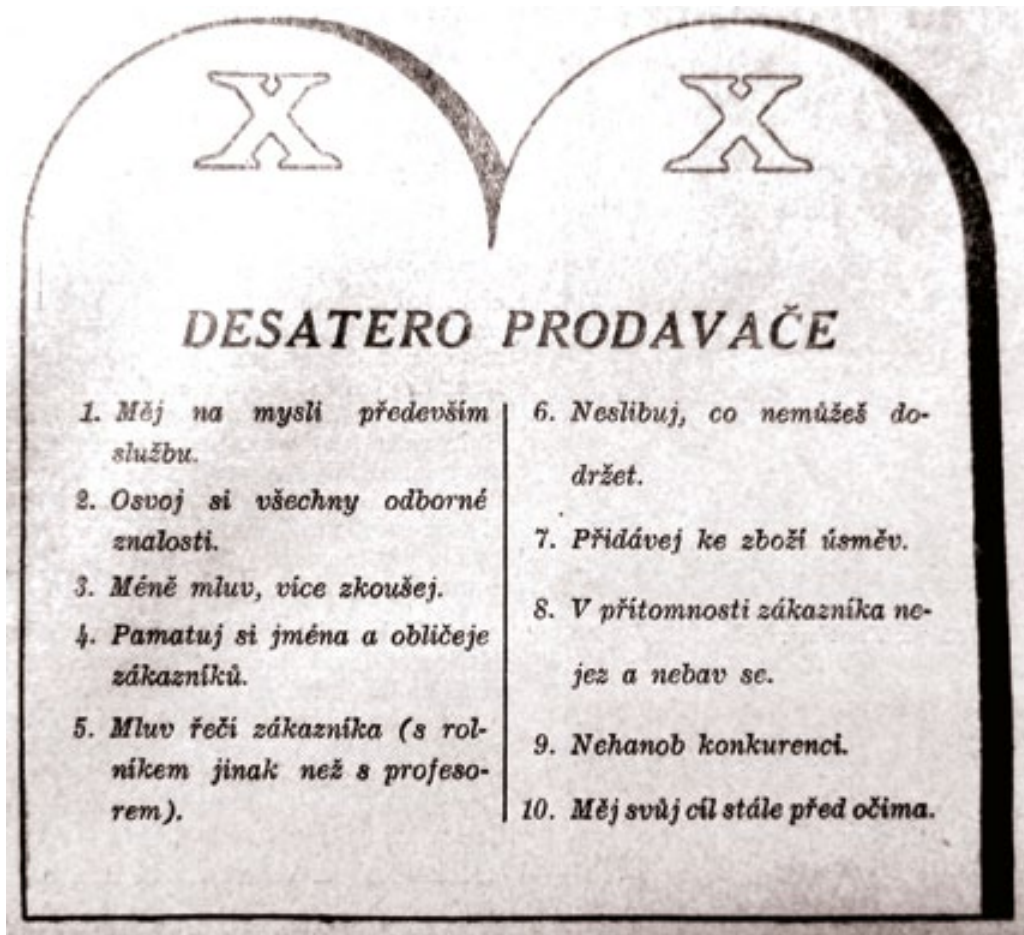 X X
DESATERO PRODAVAČE
1. Měj na mysli především
službu.
2. Osvoj si všechny odborné
znalosti.
3. Méně mluv, více zkoušej.
4. Pamatuj si jména a obličeje
zákazníků.
5. Mluv řečí zákazníka (s rol-
níkem jinak než s profeso-
rem).
6. Neslibuj, co nemůžeš do-
držet.
7. Přidávej ke zboží úsměv.
8. V přítomnosti zákazníka ne-
jez a nebav se.
9. Nehanob konkurenci.
10. Měj svůj cíl stále před očima.